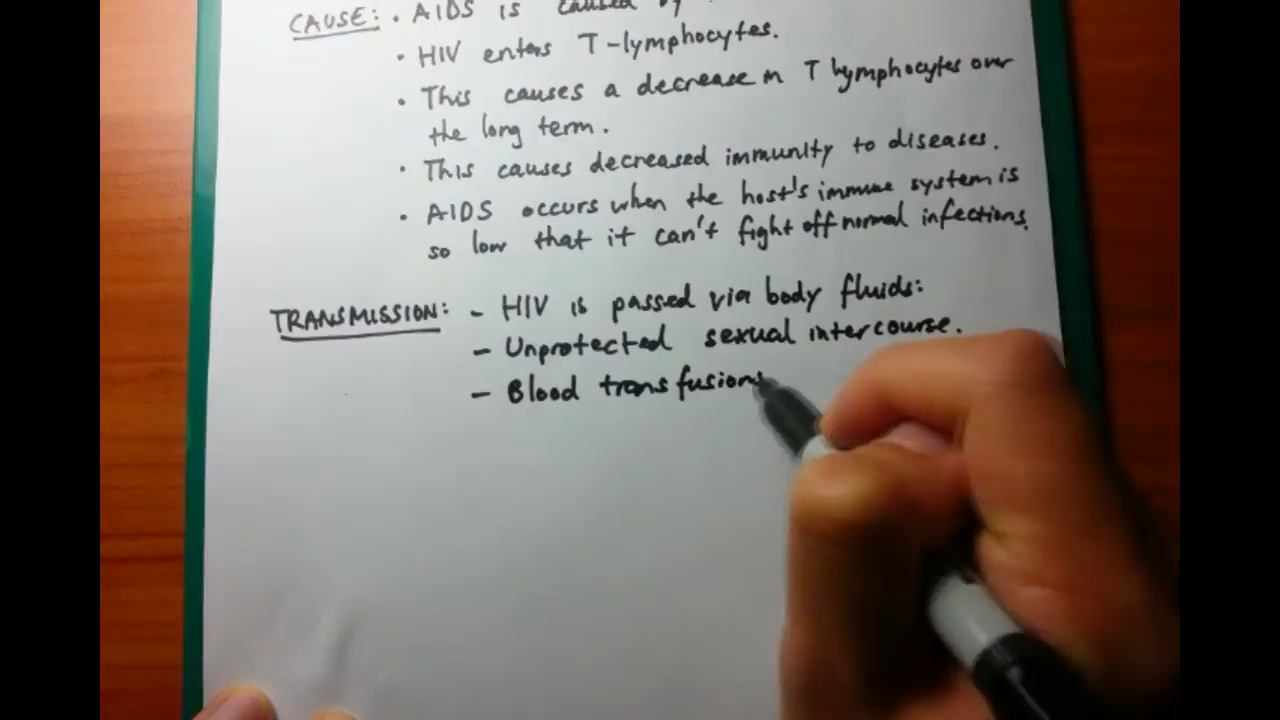 CAUSE: • AIDS is caused by
• HIV enters T-lymphocytes.
• This causes a decrease in T lymphocytes over
the long term.
• This causes decreased immunity to diseases.
• AIDS occurs when the host's immune system is
so low that it can't fight off normal infections.
TRANSMISSION: - HIV is passed via body fluids:
- Unprotected sexual intercourse.
- Blood transfusions